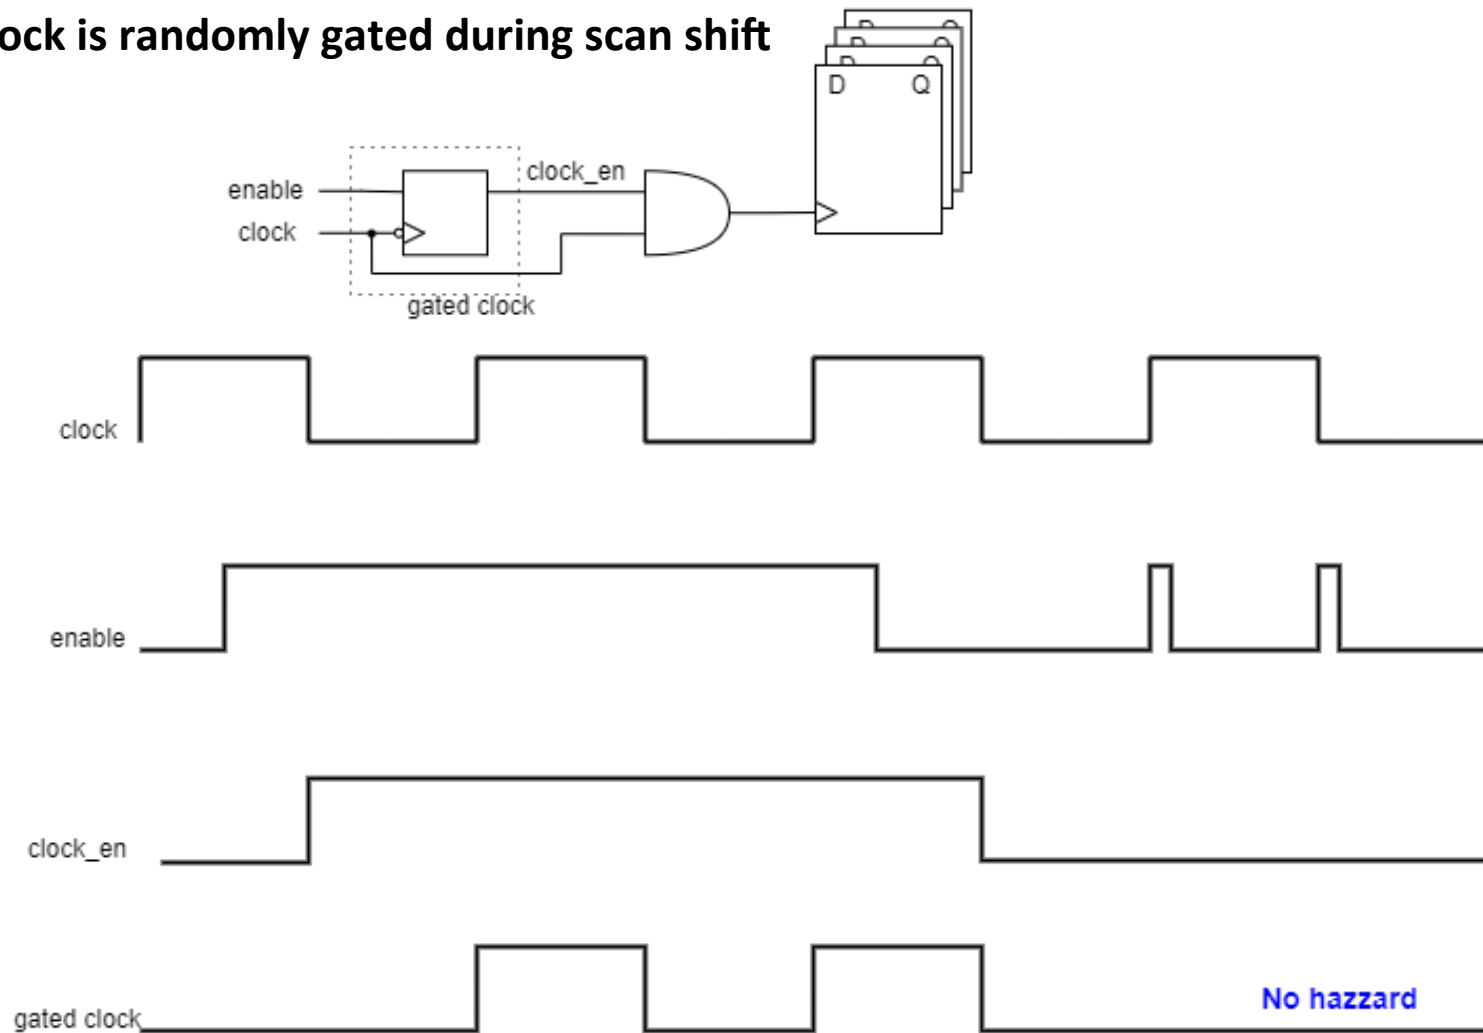 ock is randomly gated during scan shift
D Q
D Q
D Q
D Q
enable
clock_en
clock
gated clock
clock
enable
clock_en
gated clock
No hazzard